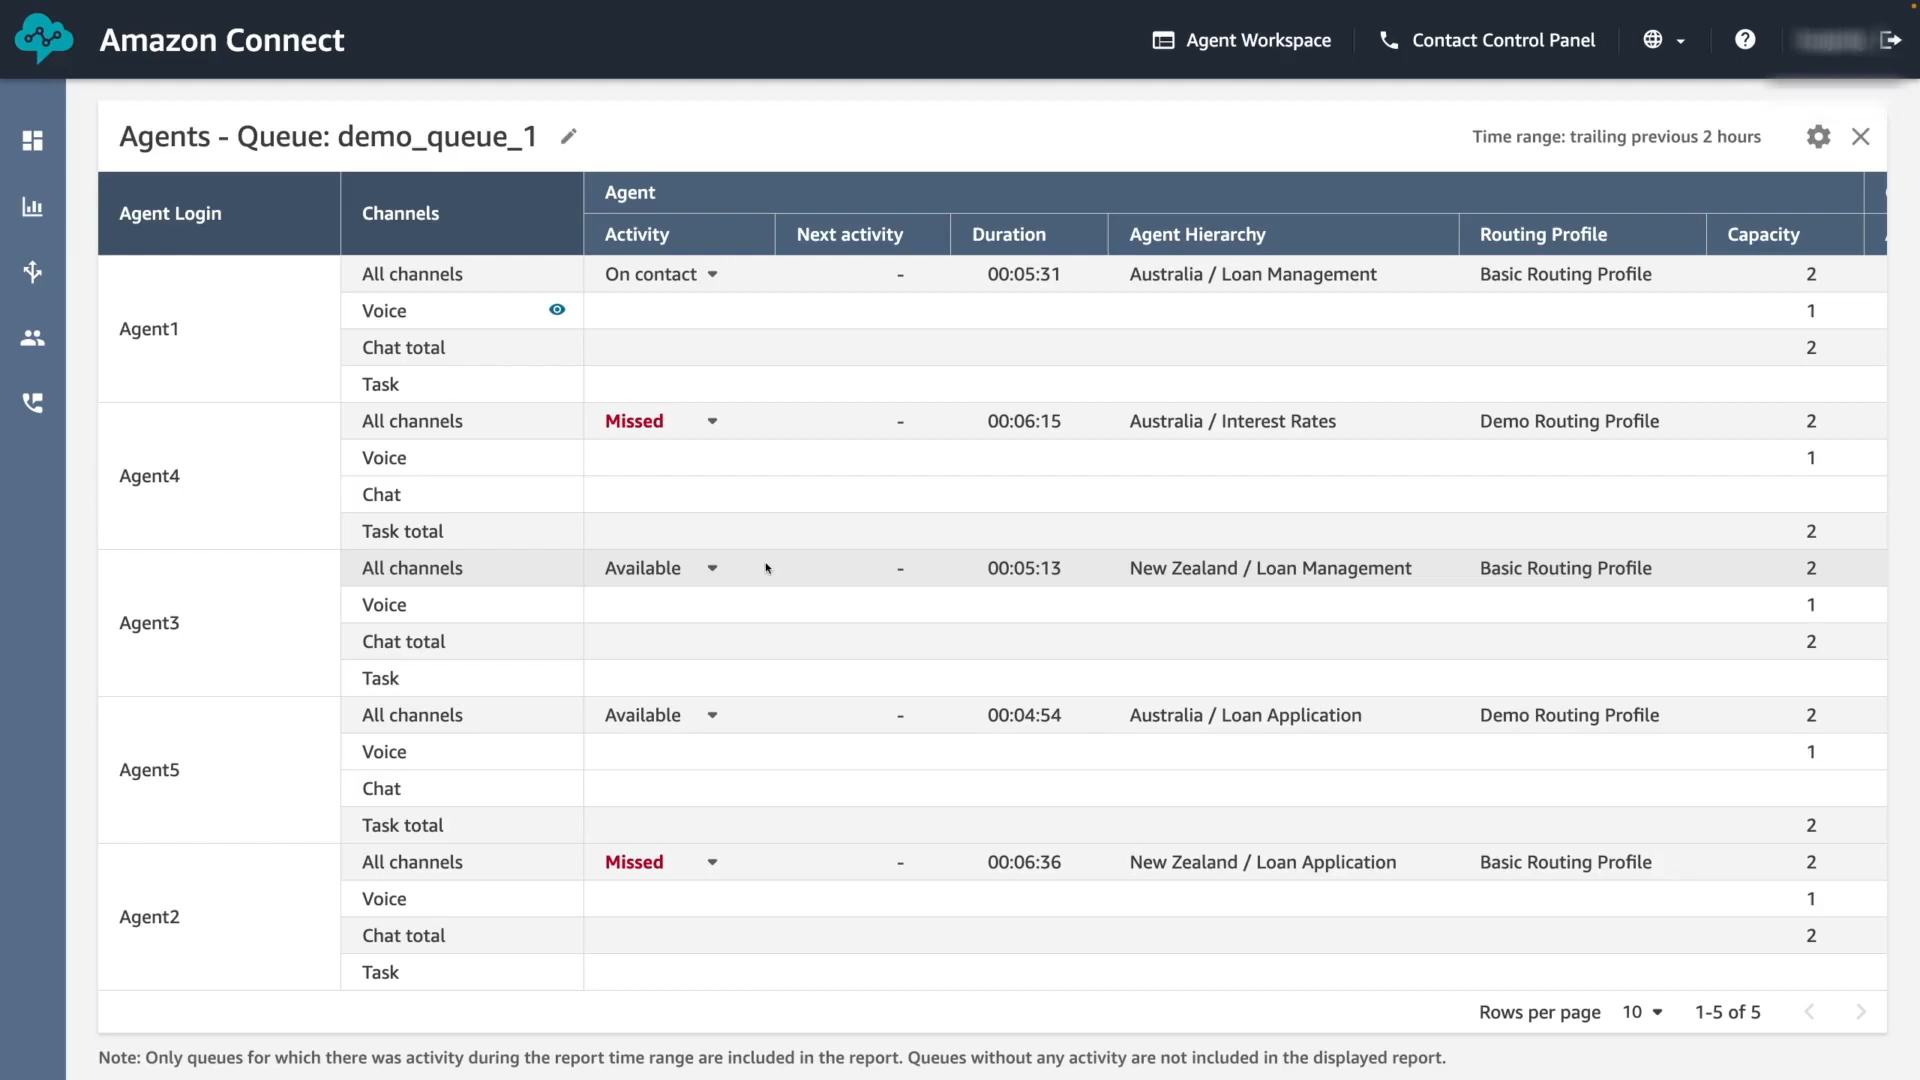 Amazon Connect
Agent Workspace
Contact Control Panel
Agents - Queue: demo_queue_1
Time range: trailing previous 2 hours
Agent Login Channels Agent
Activity Next activity Duration Agent Hierarchy Routing Profile Capacity
Agent1
All channels On contact - 00:05:31 Australia / Loan Management Basic Routing Profile 2
Voice 1
Chat total 2
Task
Agent4
All channels Missed - 00:06:15 Australia / Interest Rates Demo Routing Profile 2
Voice 1
Chat
Task total 2
Agent3
All channels Available - 00:05:13 New Zealand / Loan Management Basic Routing Profile 2
Voice 1
Chat total 2
Task
Agent5
All channels Available - 00:04:54 Australia / Loan Application Demo Routing Profile 2
Voice 1
Chat
Task total 2
Agent2
All channels Missed - 00:06:36 New Zealand / Loan Application Basic Routing Profile 2
Voice 1
Chat total 2
Task
Rows per page 10 1-5 of 5
Note: Only queues for which there was activity during the report time range are included in the report. Queues without any activity are not included in the displayed report.